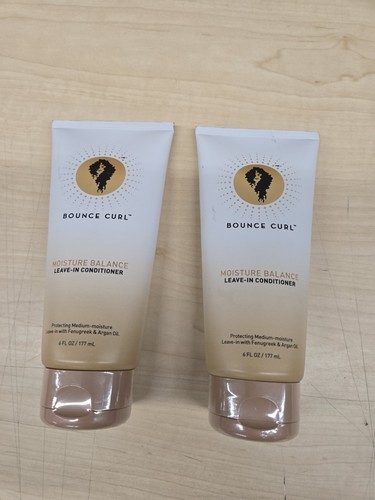 BOUNCE CURL™
MOISTURE BALANCE
LEAVE-IN CONDITIONER
Protecting Medium-moisture
Leave-in with Fenugreek & Argan Oil
6 FL OZ / 177 mL
BOUNCE CURL™
MOISTURE BALANCE
LEAVE-IN CONDITIONER
Protecting Medium-moisture
Leave-in with Fenugreek & Argan Oil
6 FL OZ / 177 mL